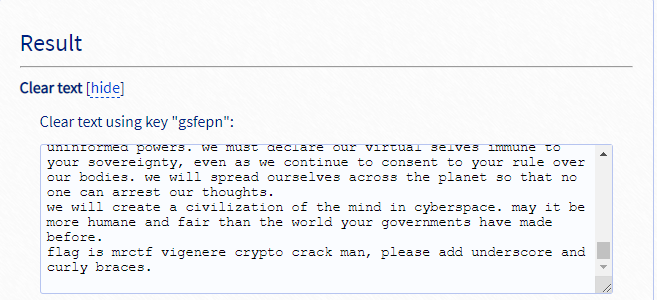 Result
Clear text [hide]
Clear text using key "gsfepn":
uninformed powers. we must declare our virtual selves immune to
your sovereignty, even as we continue to consent to your rule over
our bodies. we will spread ourselves across the planet so that no
one can arrest our thoughts.
we will create a civilization of the mind in cyberspace. may it be
more humane and fair than the world your governments have made
before.
flag is mrctf vigenere crypto crack man, please add underscore and
curly braces.